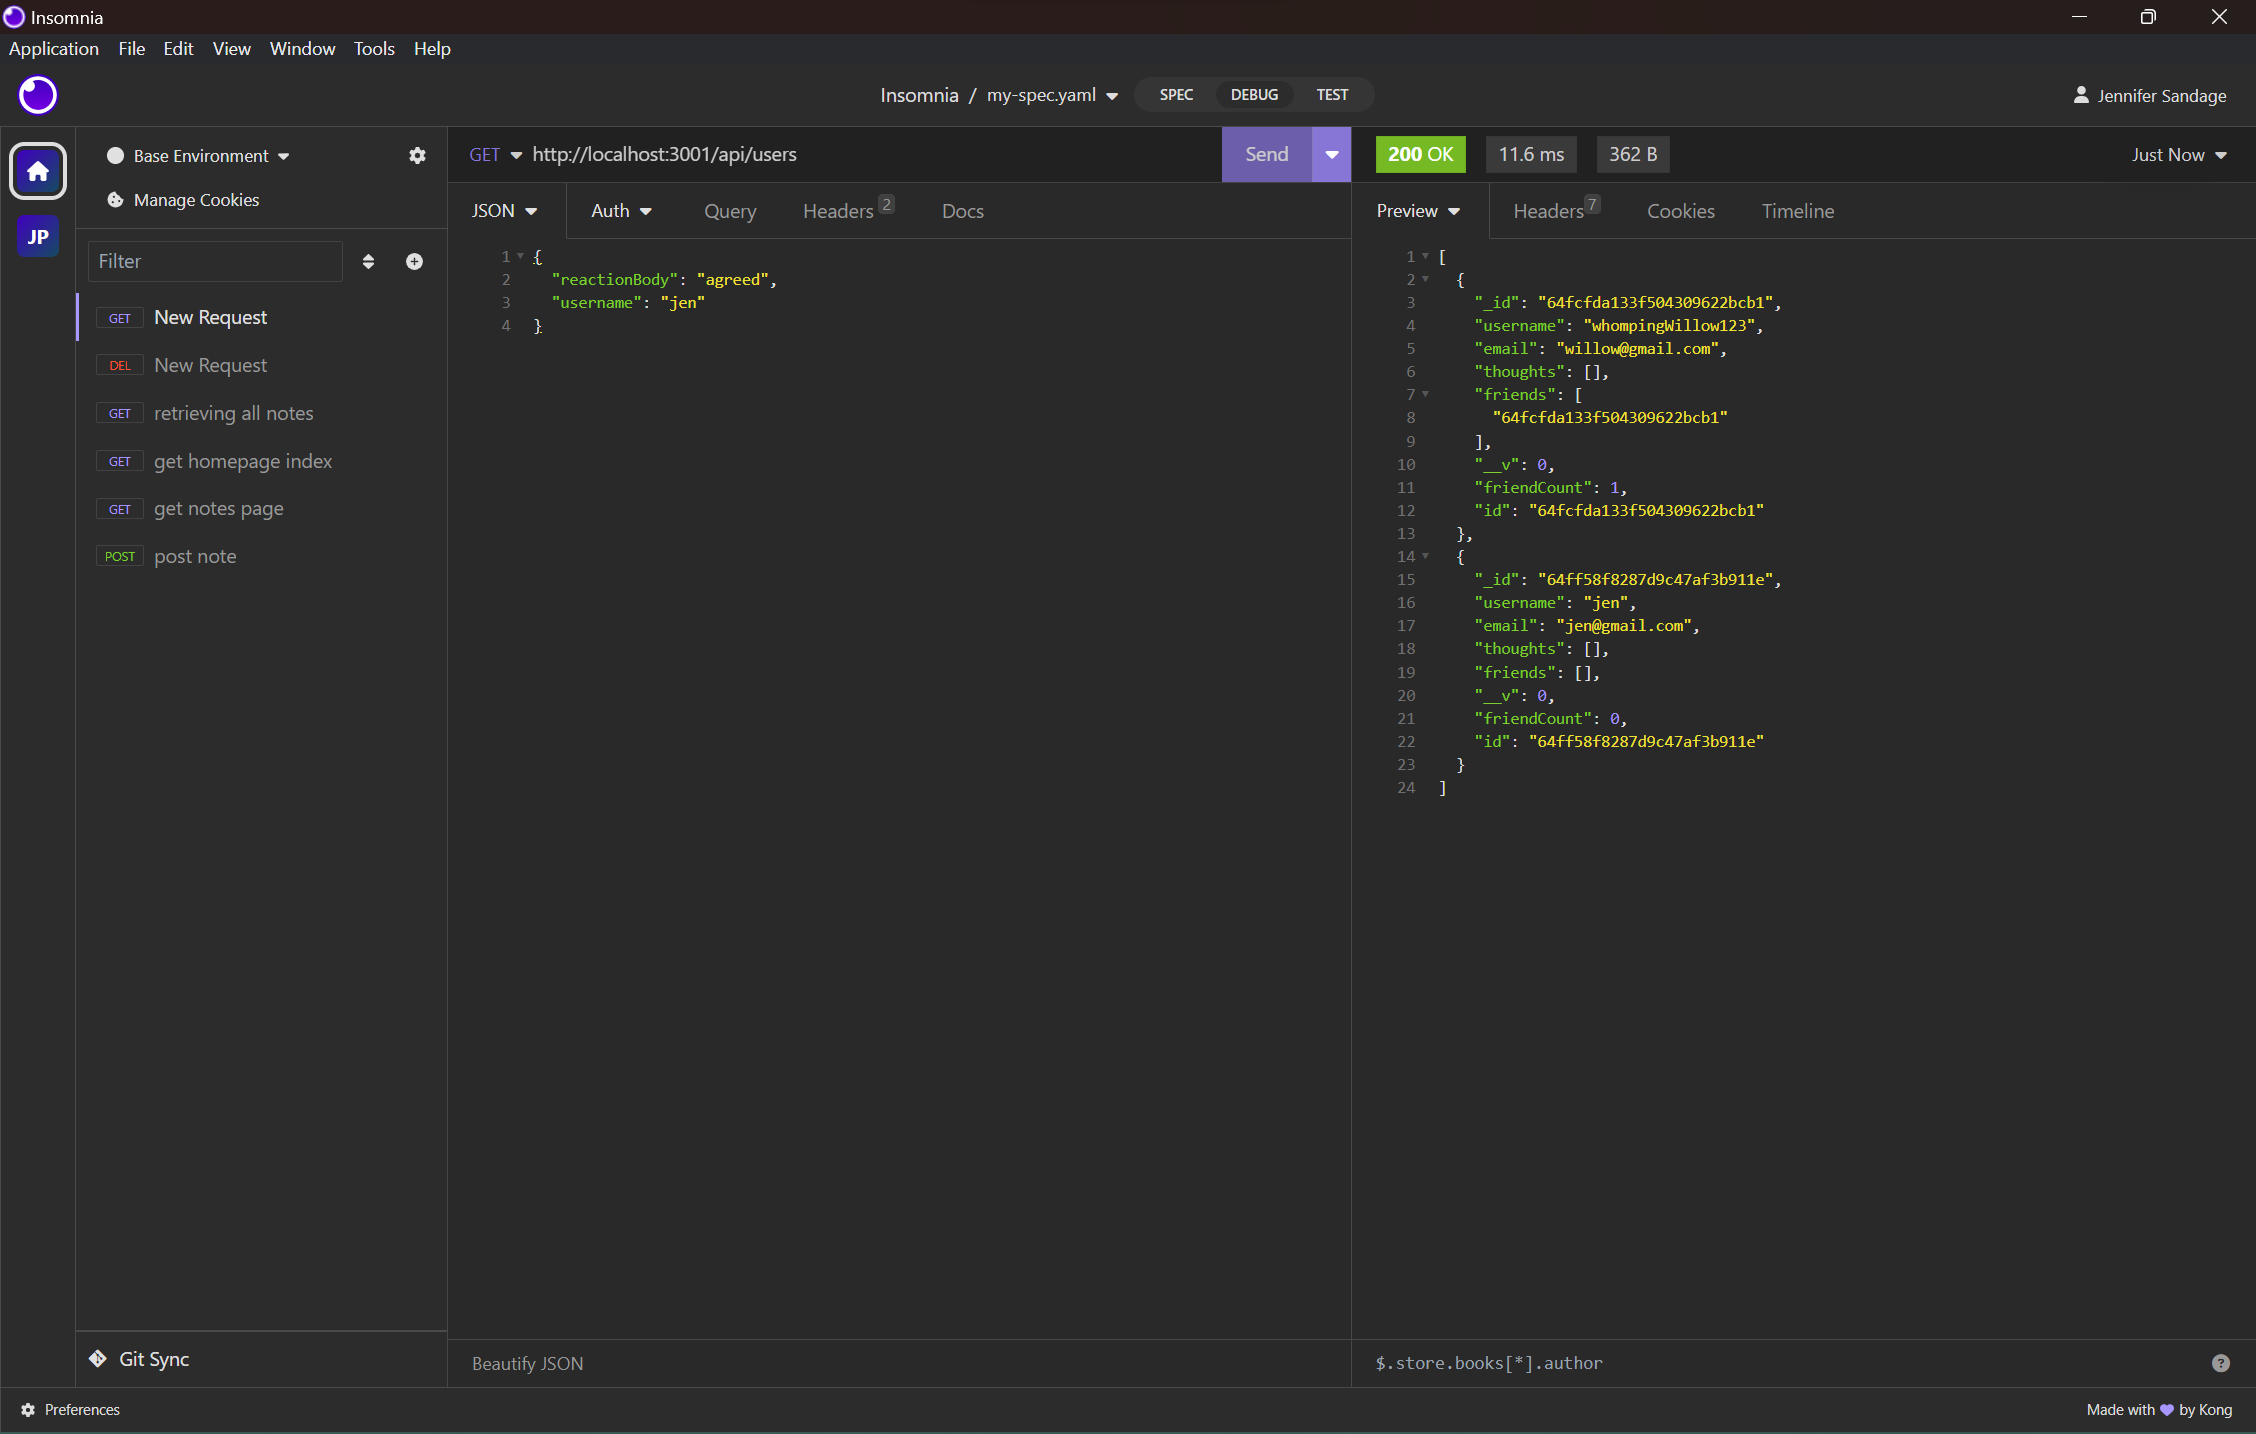 Insomnia
Application File Edit View Window Tools Help
Insomnia / my-spec.yaml SPEC DEBUG TEST
Jennifer Sandage
JP
Base Environment
Manage Cookies
Filter
GET New Request
DEL New Request
GET retrieving all notes
GET get homepage index
GET get notes page
POST post note
Git Sync
GET http://localhost:3001/api/users Send
JSON Auth Query Headers 2 Docs
1 {
2 "reactionBody": "agreed",
3 "username": "jen"
4 }
Beautify JSON
200 OK 11.6 ms 362 B Just Now
Preview Headers 7 Cookies Timeline
1 [
2 {
3 "_id": "64fcfda133f504309622bcb1",
4 "username": "whompingWillow123",
5 "email": "willow@gmail.com",
6 "thoughts": [],
7 "friends": [
8 "64fcfda133f504309622bcb1"
9 ],
10 "__v": 0,
11 "friendCount": 1,
12 "id": "64fcfda133f504309622bcb1"
13 },
14 {
15 "_id": "64ff58f8287d9c47af3b911e",
16 "username": "jen",
17 "email": "jen@gmail.com",
18 "thoughts": [],
19 "friends": [],
20 "__v": 0,
21 "friendCount": 0,
22 "id": "64ff58f8287d9c47af3b911e"
23 }
24 ]
$.store.books[*].author ?
Preferences
Made with 💜 by Kong